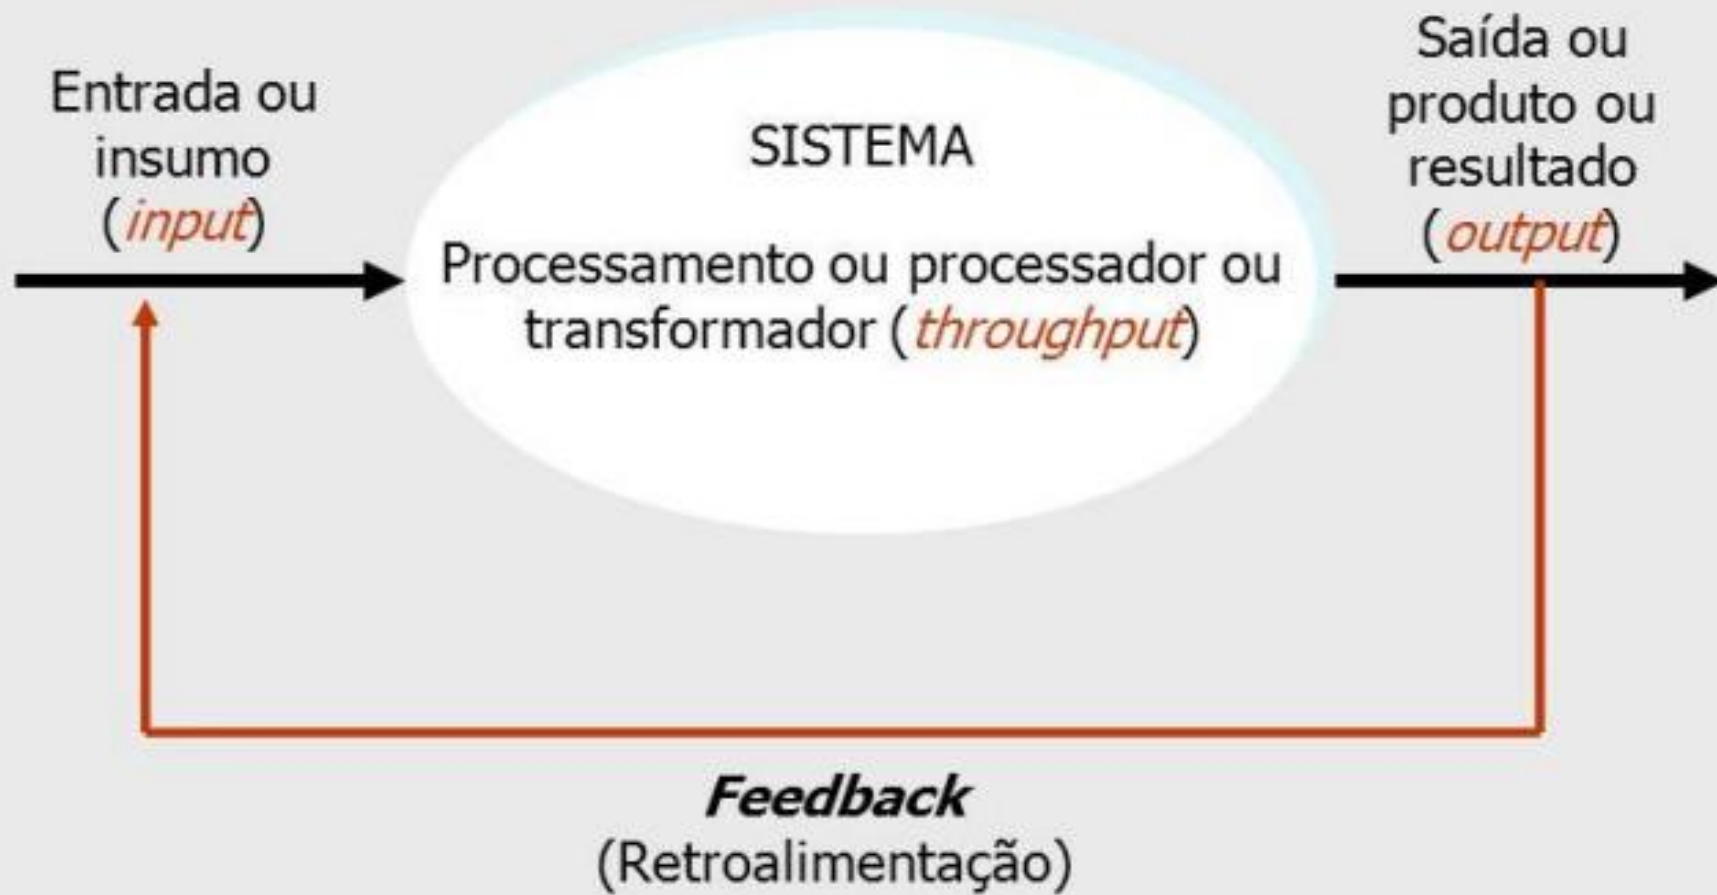 Entrada ou
insumo
(input)
SISTEMA
Processamento ou processador ou
transformador (throughput)
Saída ou
produto ou
resultado
(output)
Feedback
(Retroalimentação)